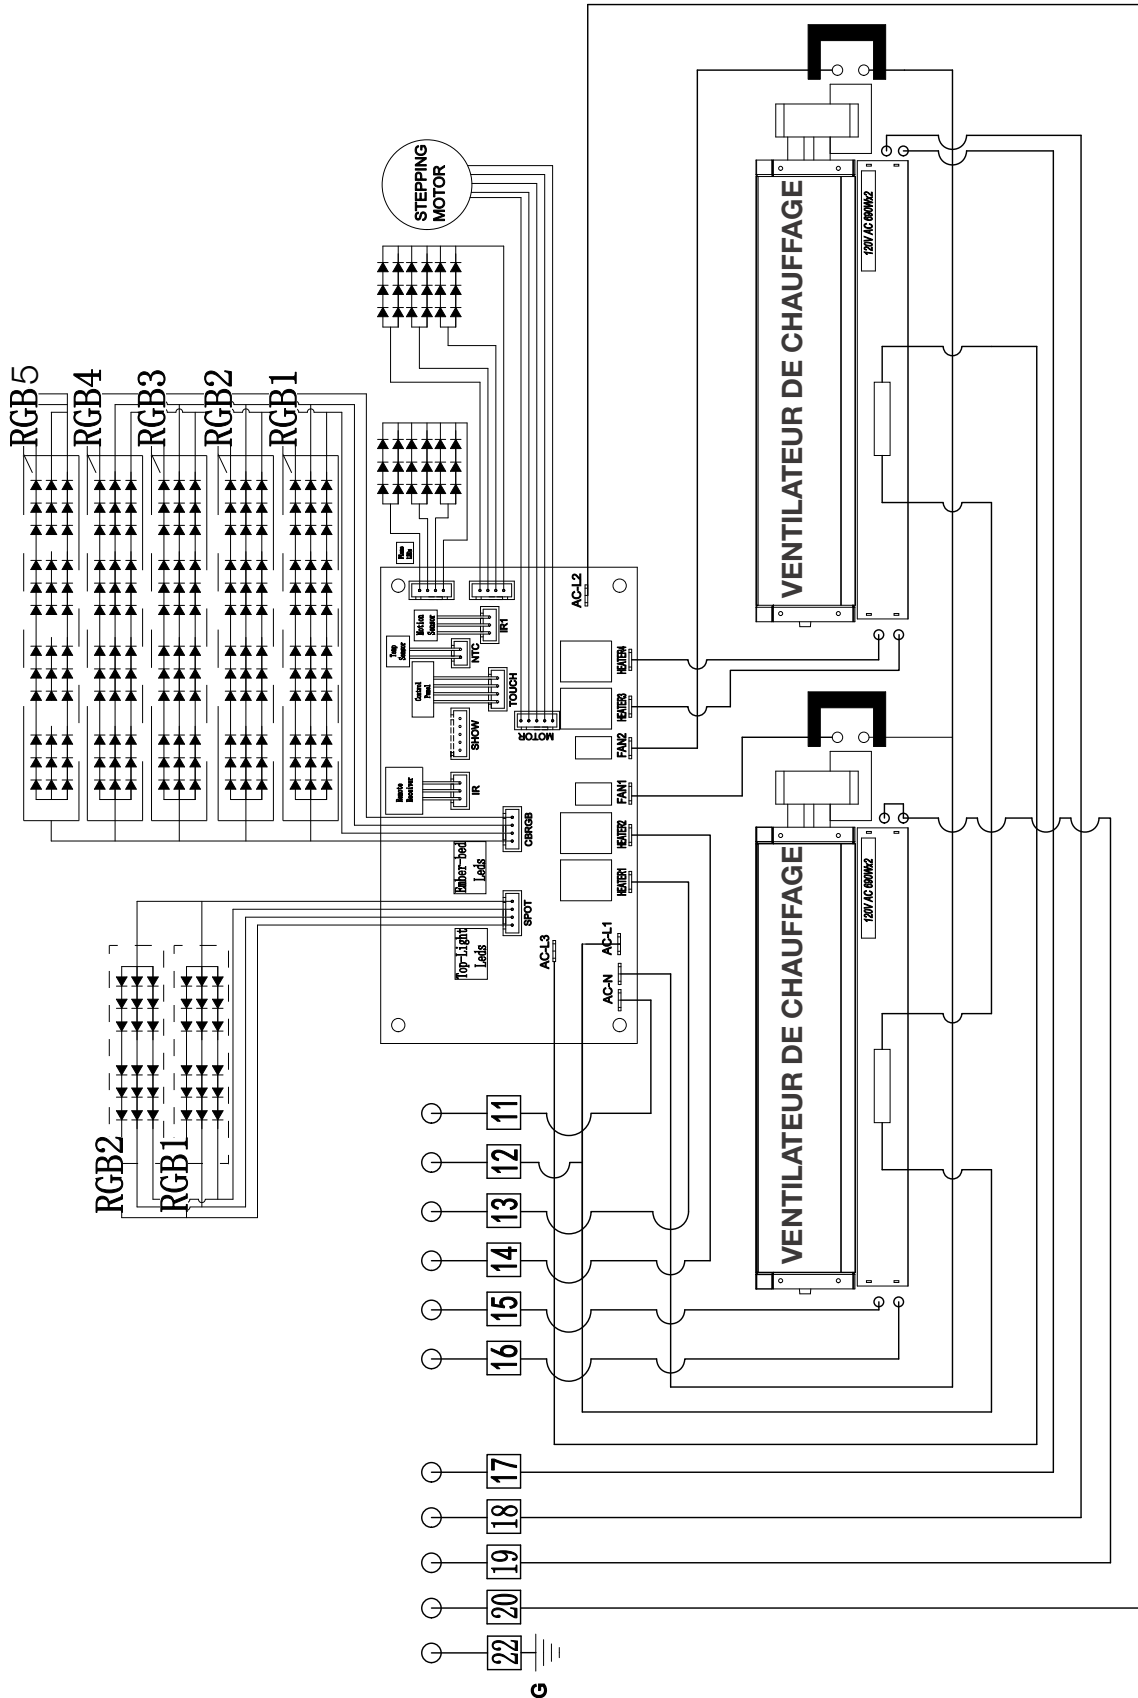 STEPPING
MOTOR
VENTILATEUR DE CHAUFFAGE
120V AC 690Wx2
RGB5
RGB4
RGB3
RGB2
RGB1
AC-L2
Motion
Sensor
IR1
Temp
Sensor
NTC
Control
Panel
TOUCH
SHOW
MOTOR
HEATER4
HEATER3
FAN2
FAN1
HEATER2
HEATER1
Remote
Receiver
IR
CBRGB
Ember-bed
Leds
SPOT
Top-Light
Leds
AC-L3
AC-L1
AC-N
VENTILATEUR DE CHAUFFAGE
120V AC 690Wx2
RGB2
RGB1
11
12
13
14
15
16
17
18
19
20
22
G